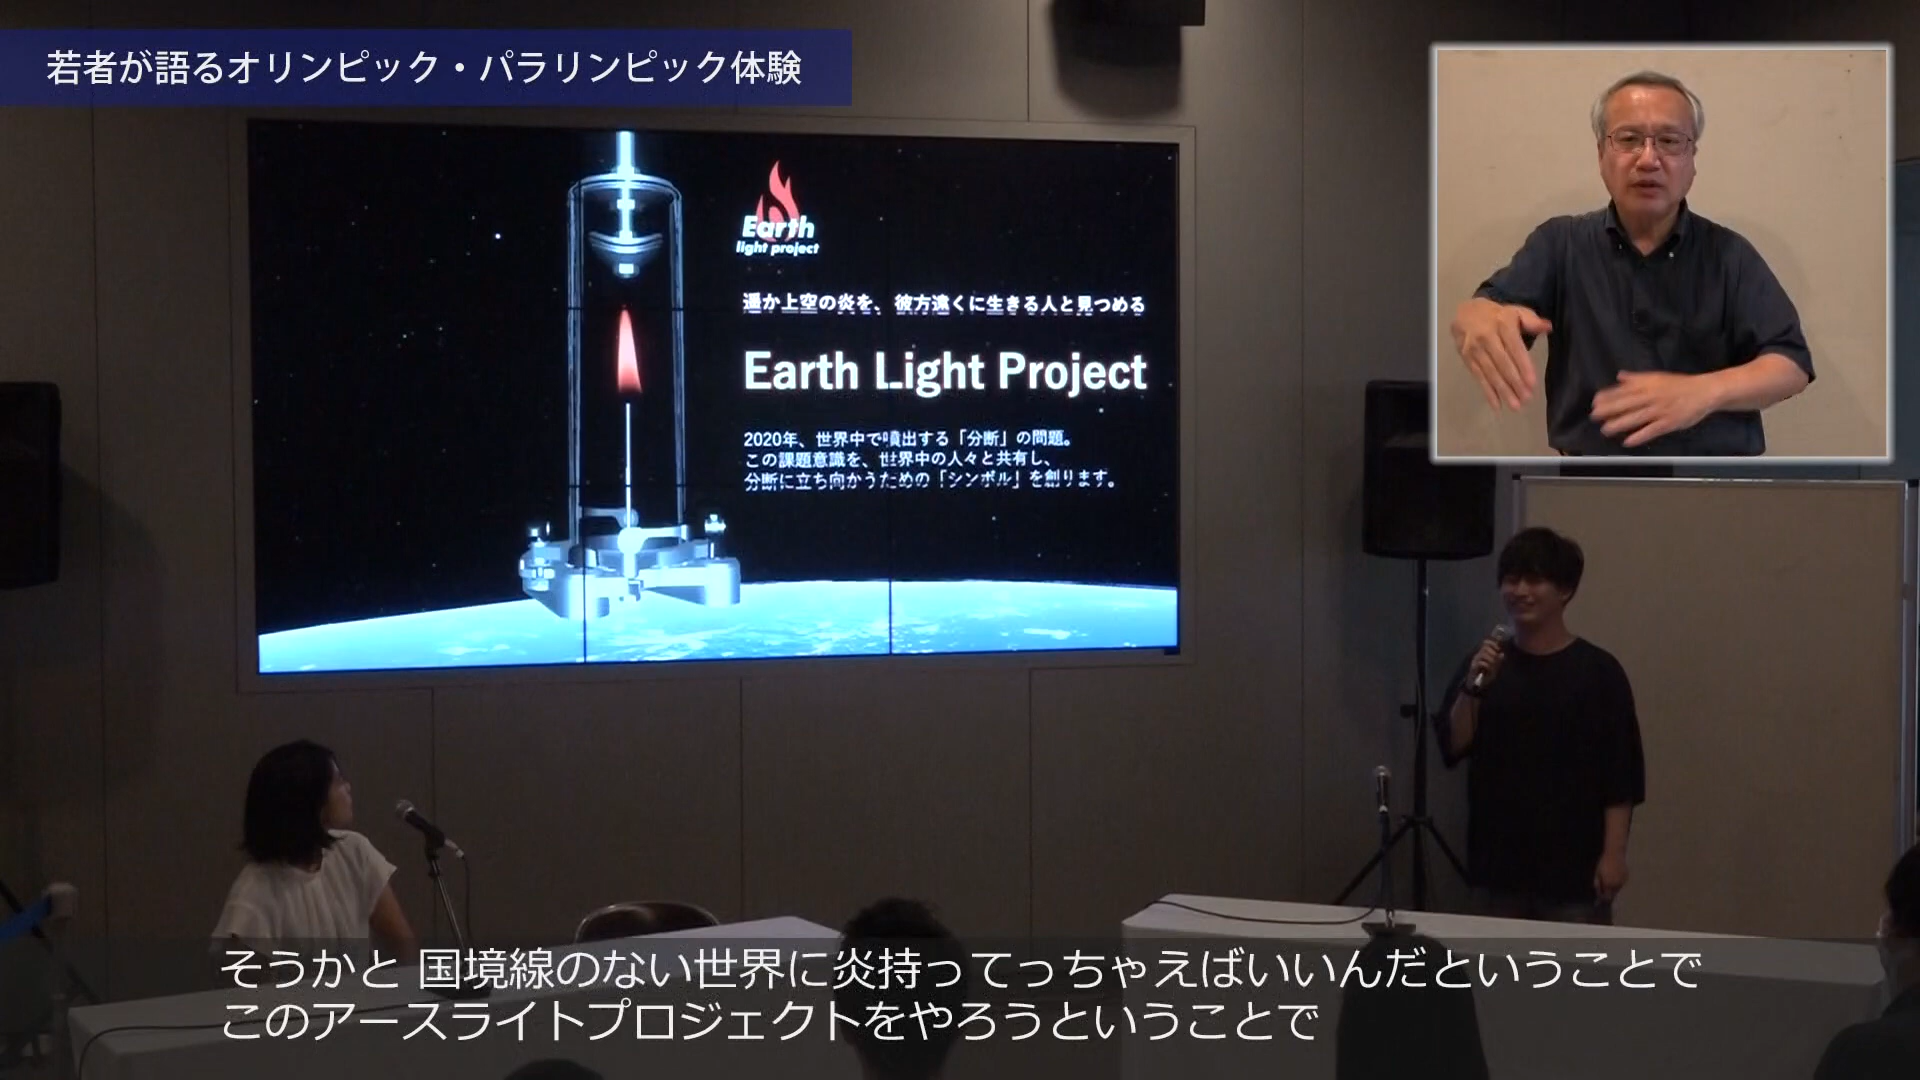 若者が語るオリンピック・パラリンピック体験
Earth
light project
遥か上空の炎を、彼方遠くに生きる人と見つめる
Earth Light Project
2020年、世界中で噴出する「分断」の問題。
この課題意識を、世界中の人々と共有し、
分断に立ち向かうための「シンボル」を創ります。
そうかと 国境線のない世界に炎持ってっちゃえばいいんだということで
このアースライトプロジェクトをやろうということで